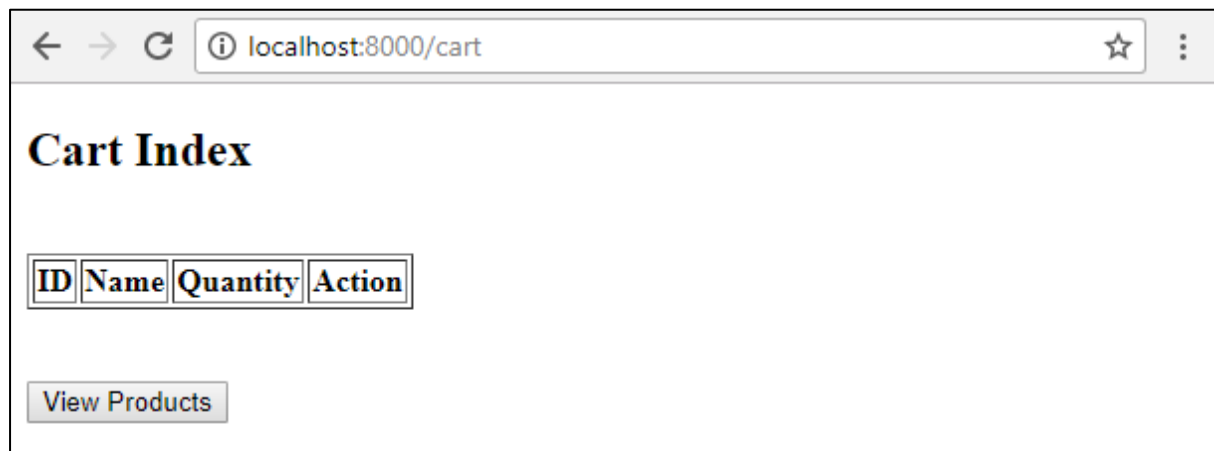 localhost:8000/cart
Cart Index
ID Name Quantity Action
View Products